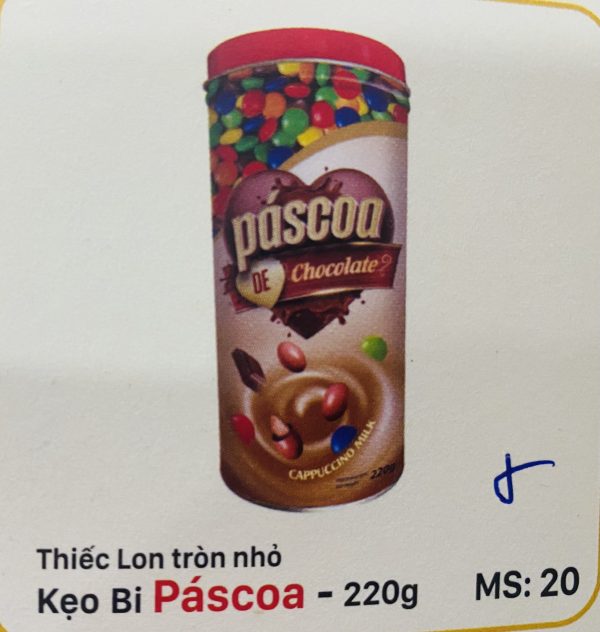 páscoa
DE Chocolate
CAPPUCCINO MILK
220g
Thiếc Lon tròn nhỏ
Kẹo Bi Páscoa - 220g
MS: 20